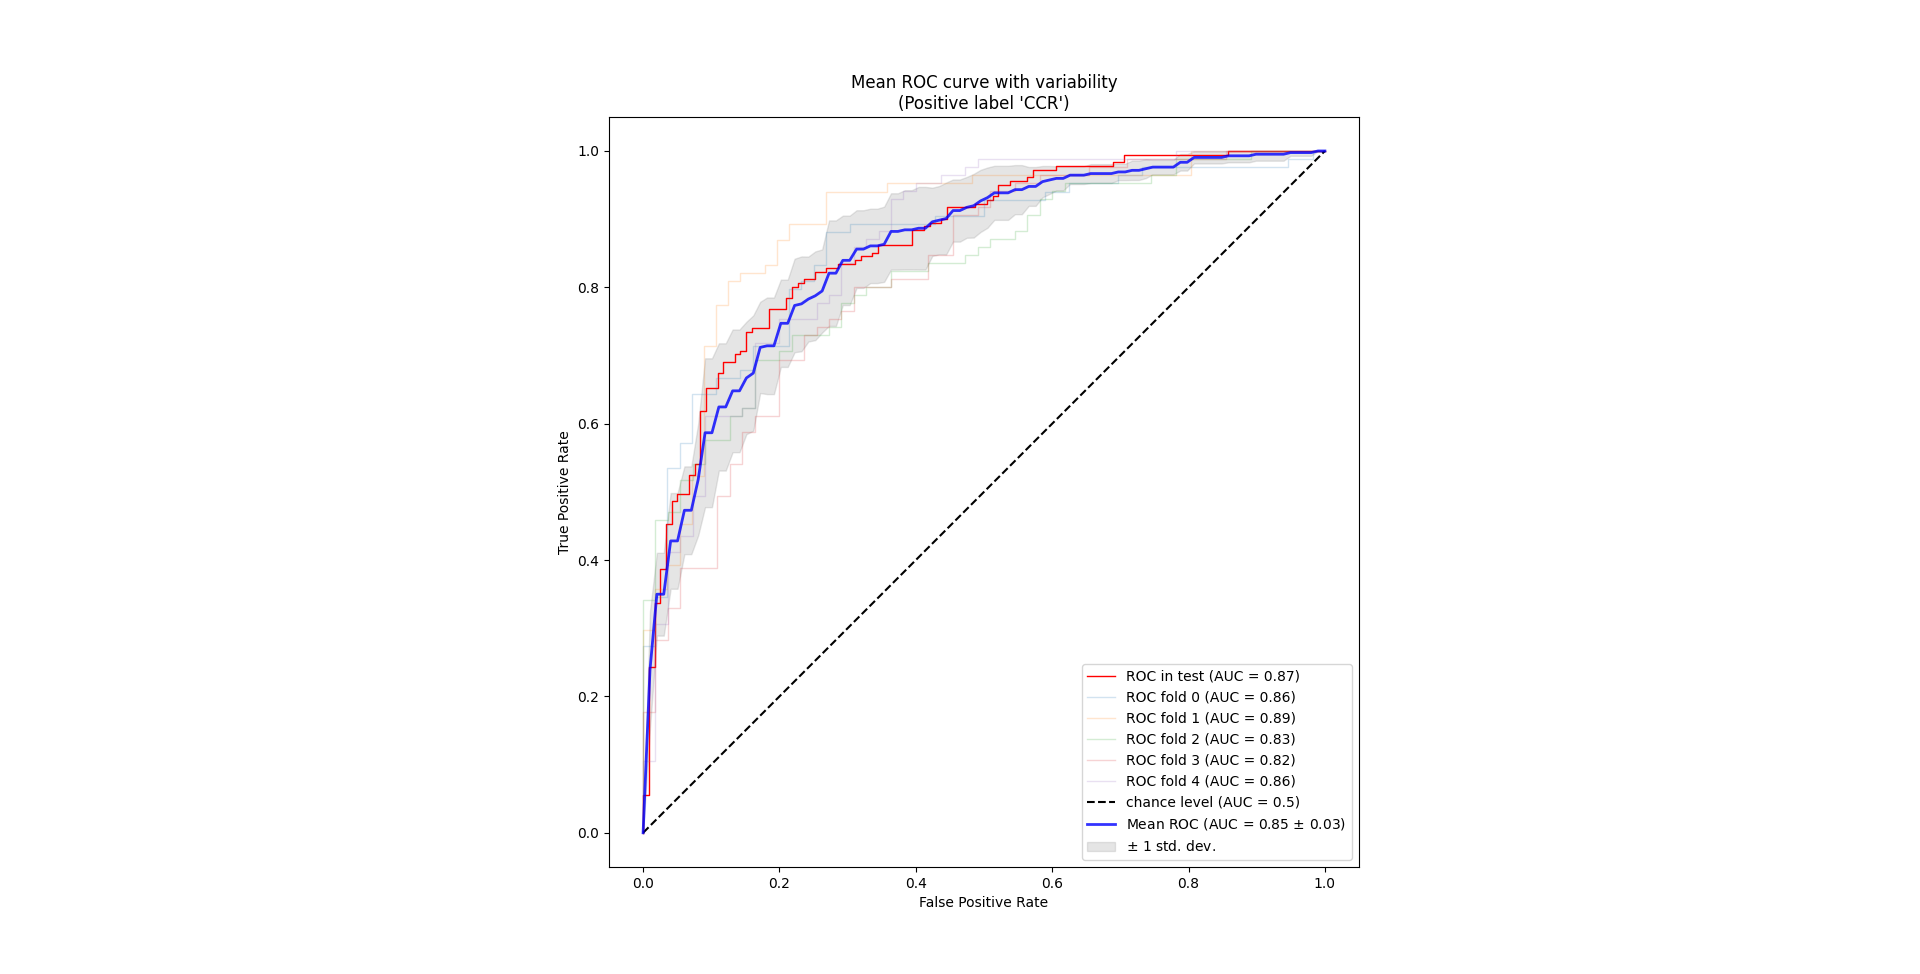 Mean ROC curve with variability
(Positive label 'CCR')
True Positive Rate
1.0
0.8
0.6
0.4
0.2
0.0
0.0 0.2 0.4 0.6 0.8 1.0
False Positive Rate
ROC in test (AUC = 0.87)
ROC fold 0 (AUC = 0.86)
ROC fold 1 (AUC = 0.89)
ROC fold 2 (AUC = 0.83)
ROC fold 3 (AUC = 0.82)
ROC fold 4 (AUC = 0.86)
chance level (AUC = 0.5)
Mean ROC (AUC = 0.85 ± 0.03)
± 1 std. dev.